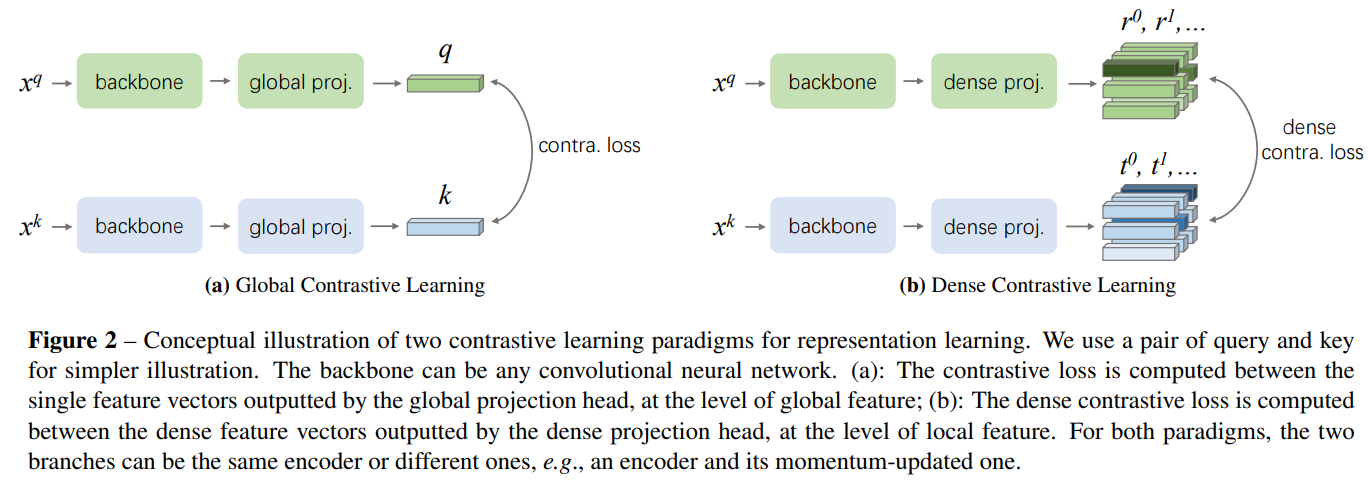 q
x^q backbone global proj.
contra. loss
k
x^k backbone global proj.
(a) Global Contrastive Learning
r^0, r^1,...
x^q backbone dense proj.
dense
contra. loss
t^0, t^1,...
x^k backbone dense proj.
(b) Dense Contrastive Learning
Figure 2 – Conceptual illustration of two contrastive learning paradigms for representation learning. We use a pair of query and key
for simpler illustration. The backbone can be any convolutional neural network. (a): The contrastive loss is computed between the
single feature vectors outputted by the global projection head, at the level of global feature; (b): The dense contrastive loss is computed
between the dense feature vectors outputted by the dense projection head, at the level of local feature. For both paradigms, the two
branches can be the same encoder or different ones, e.g., an encoder and its momentum-updated one.